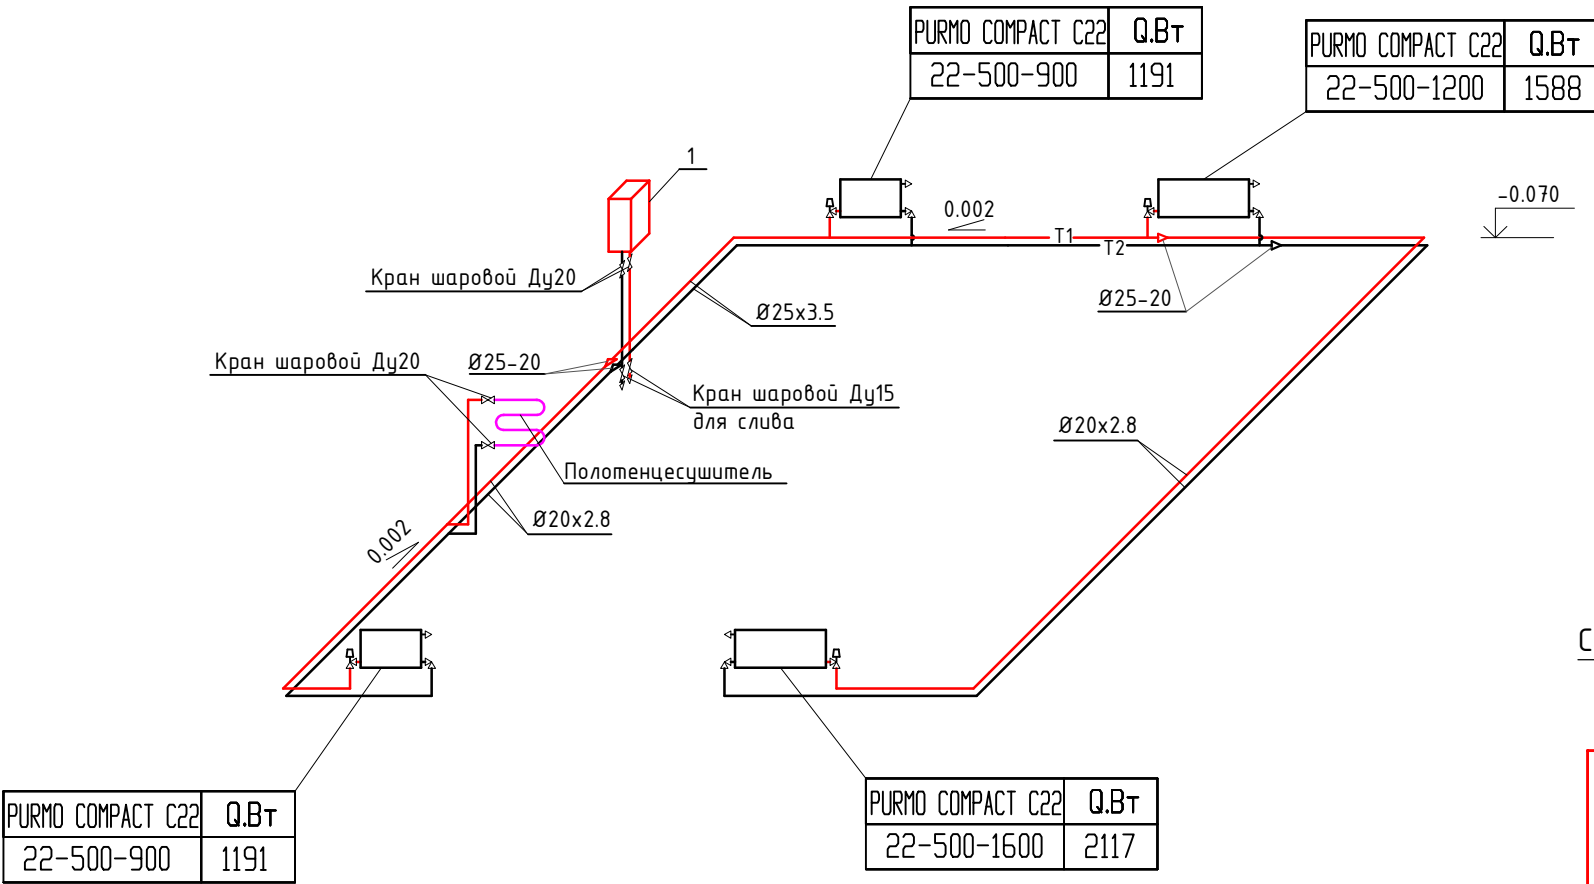 PURMO COMPACT C22 Q.Вт
22-500-900 1191
PURMO COMPACT C22 Q.Вт
22-500-1200 1588
1
-0.070
0.002
T1
T2
Кран шаровой Ду20
Ø25x3.5
Ø25-20
Кран шаровой Ду20
Ø25-20
Кран шаровой Ду15
для слива
Ø20x2.8
Полотенцесушитель
Ø20x2.8
0.002
С
PURMO COMPACT C22 Q.Вт
22-500-900 1191
PURMO COMPACT C22 Q.Вт
22-500-1600 2117